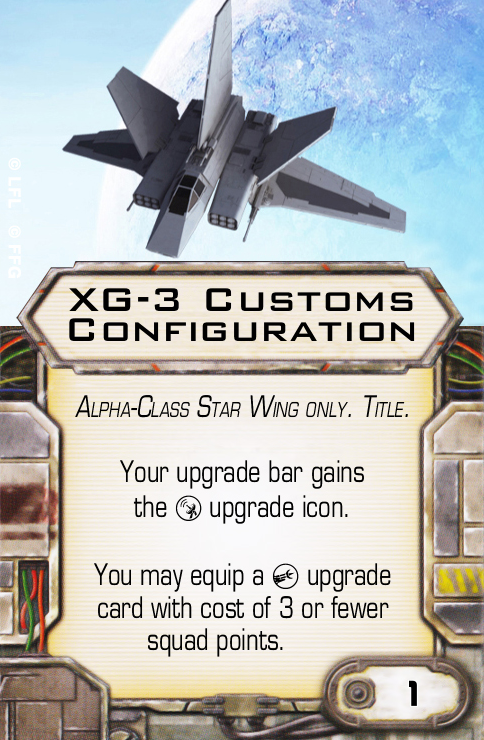 © LFL © FFG
XG-3 Customs
Configuration
Alpha-Class Star Wing only. Title.
Your upgrade bar gains
the upgrade icon.
You may equip a upgrade
card with cost of 3 or fewer
squad points.
1